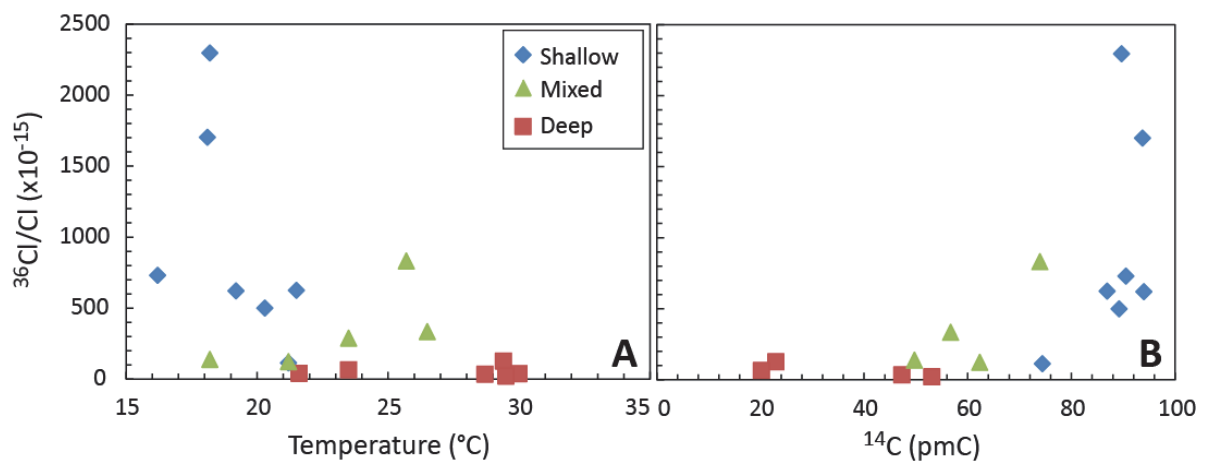 2500
2000
1500
1000
500
0
³⁶Cl/Cl (x10⁻¹⁵)
Shallow
Mixed
Deep
A
B
15 20 25 30 35
0 20 40 60 80 100
Temperature (°C)
¹⁴C (pmC)